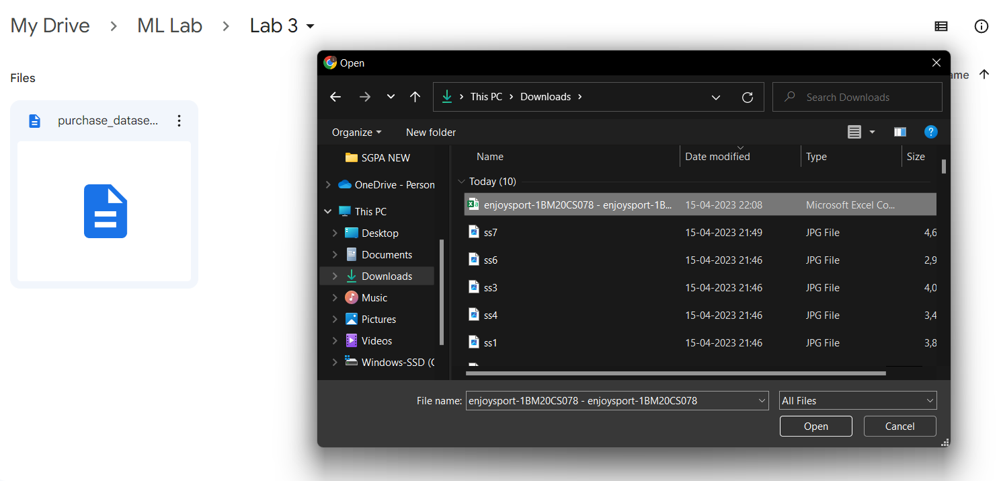 My Drive > ML Lab > Lab 3
Files
ame
purchase_datase...
Open
This PC > Downloads >
Search Downloads
Organize
New folder
?
SGPA NEW
OneDrive - Person
This PC
Desktop
Documents
Downloads
Music
Pictures
Videos
Windows-SSD (C
Name Date modified Type Size
Today (10)
enjoysport-1BM20CS078 - enjoysport-1B... 15-04-2023 22:08 Microsoft Excel Co...
ss7 15-04-2023 21:49 JPG File 4,6
ss6 15-04-2023 21:46 JPG File 2,9
ss3 15-04-2023 21:46 JPG File 4,0
ss4 15-04-2023 21:46 JPG File 3,4
ss1 15-04-2023 21:46 JPG File 3,8
File name: enjoysport-1BM20CS078 - enjoysport-1BM20CS078 All Files
Open Cancel